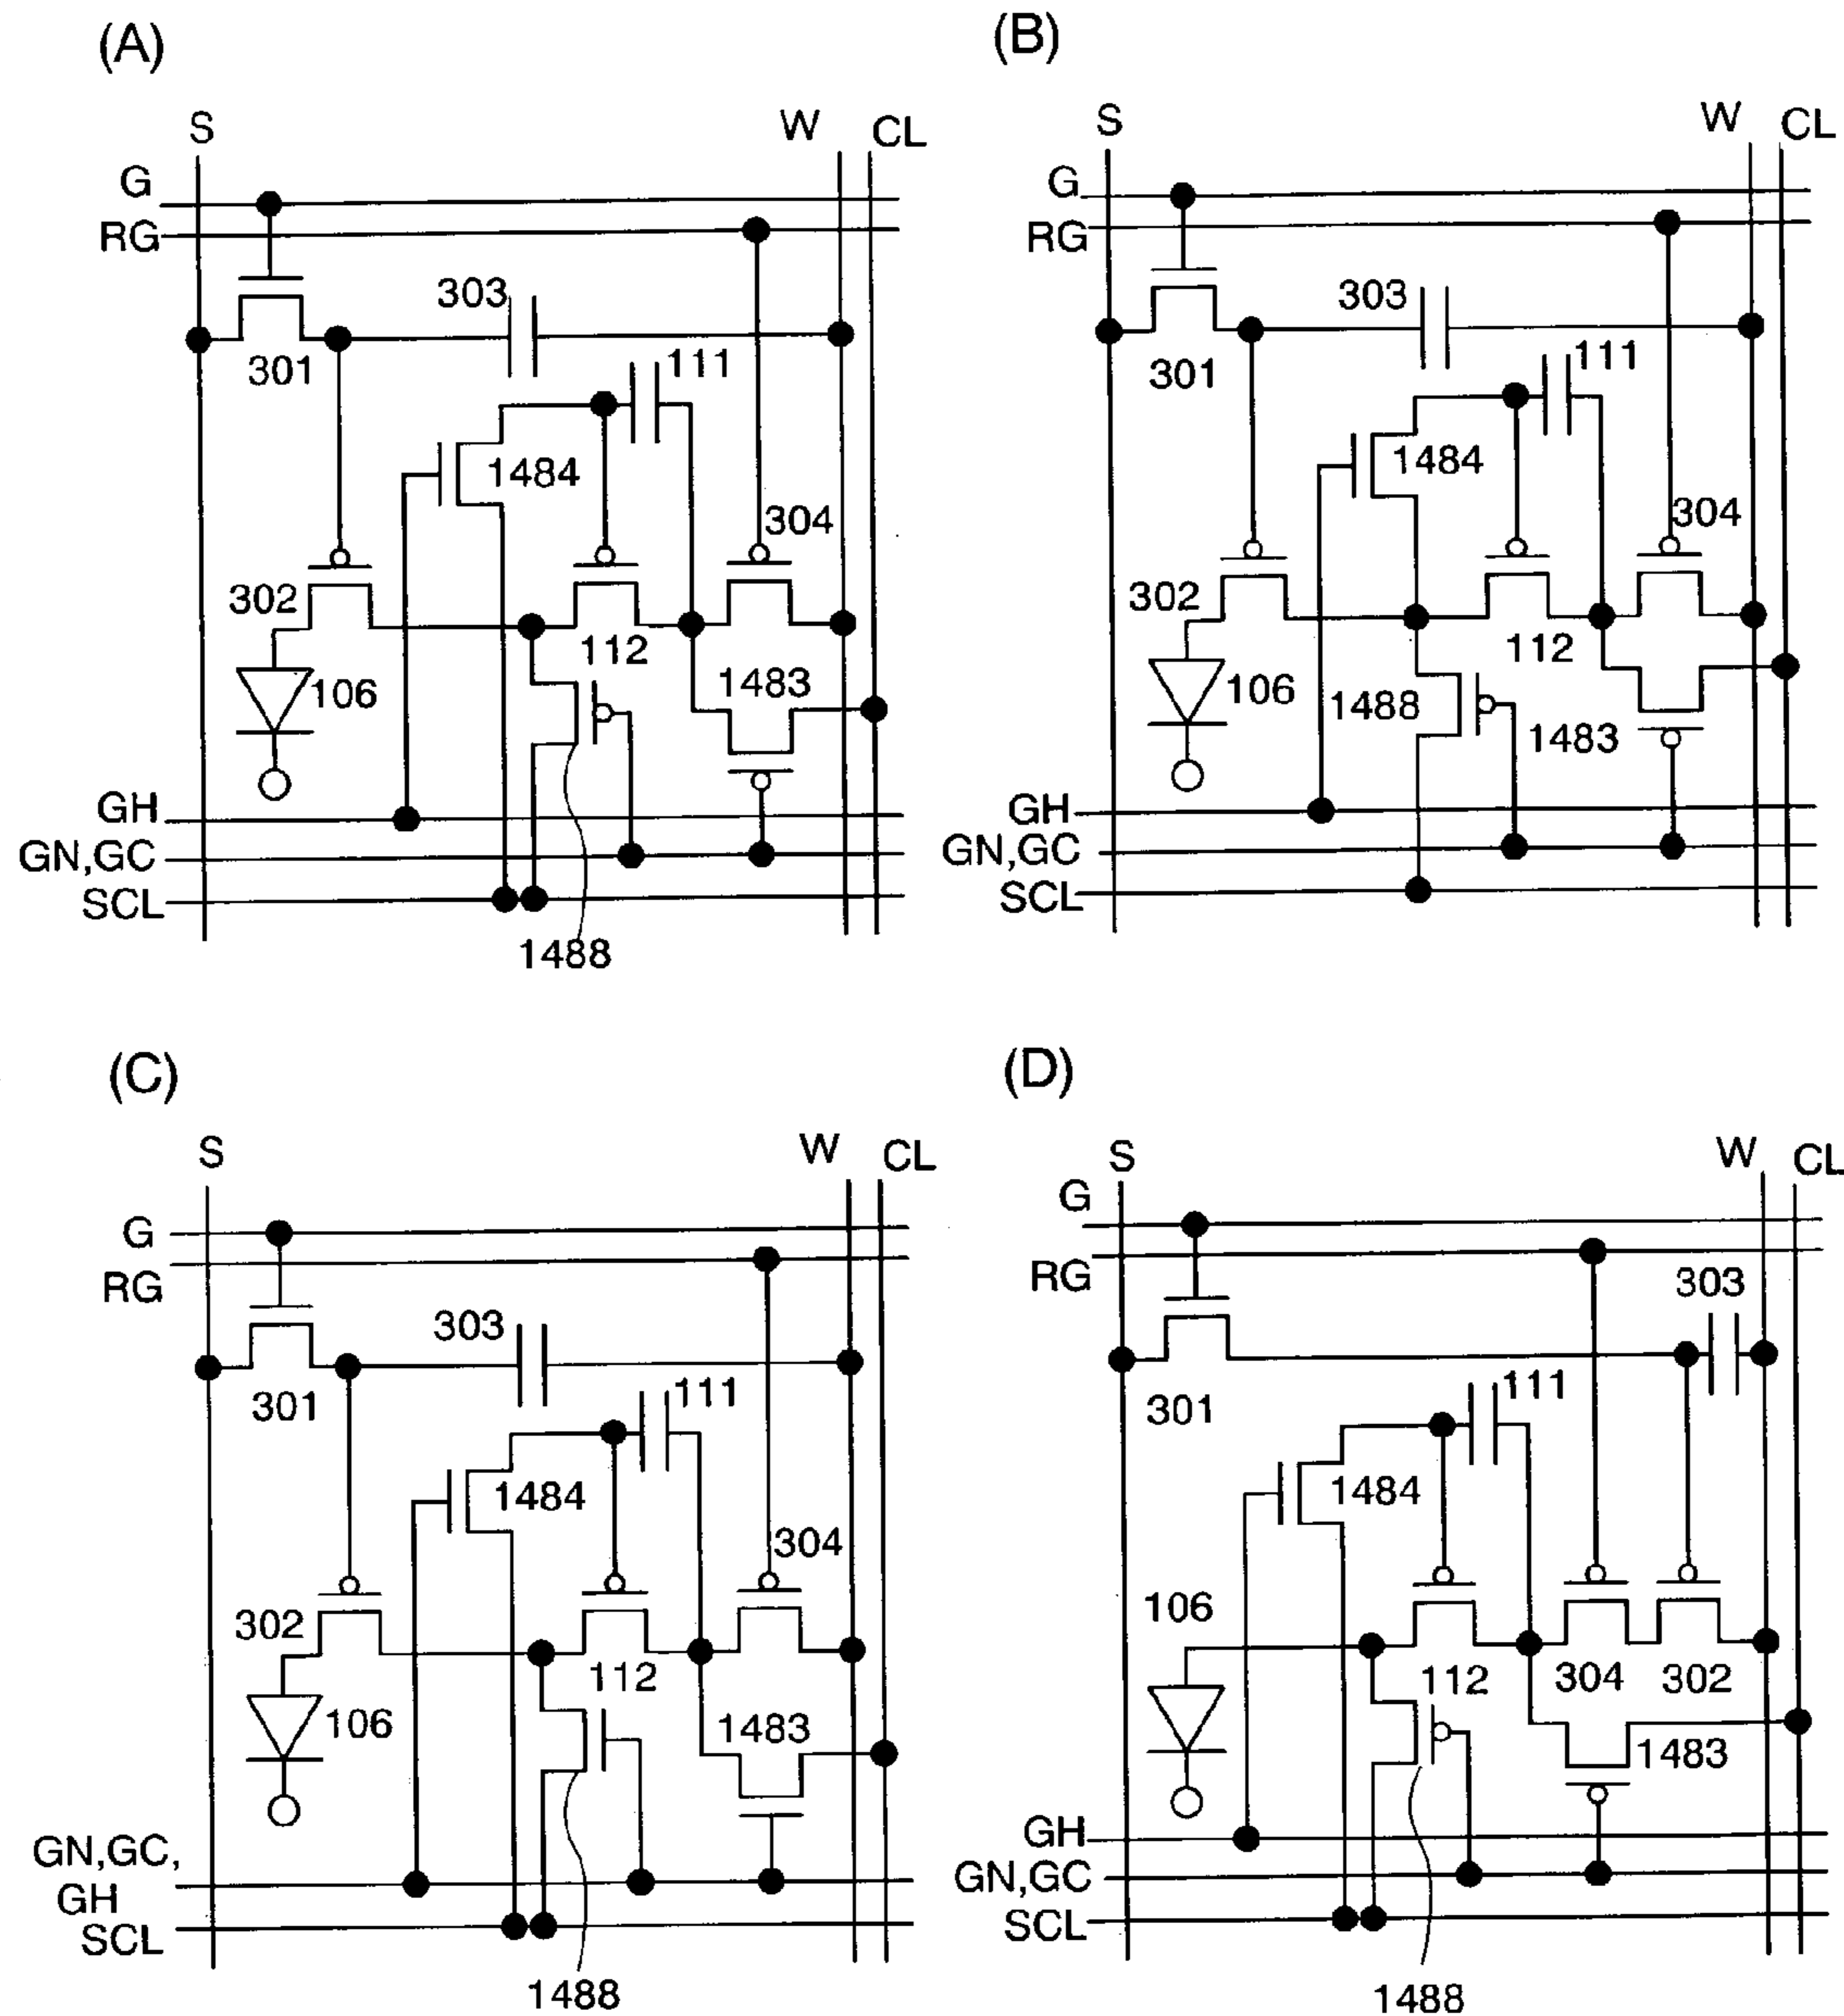 (A)
S
W
CL
G
RG
303
301
111
1484
304
302
112
106
1483
GH
GN,GC
SCL
1488
(B)
S
W
CL
G
RG
303
301
111
1484
304
302
112
106
1488
1483
GH
GN,GC
SCL
(C)
S
W
CL
G
RG
303
301
111
1484
304
302
112
106
1483
GN,GC,
GH
SCL
1488
(D)
S
W
CL
G
RG
303
301
111
1484
106
112
304
302
1483
GH
GN,GC
SCL
1488